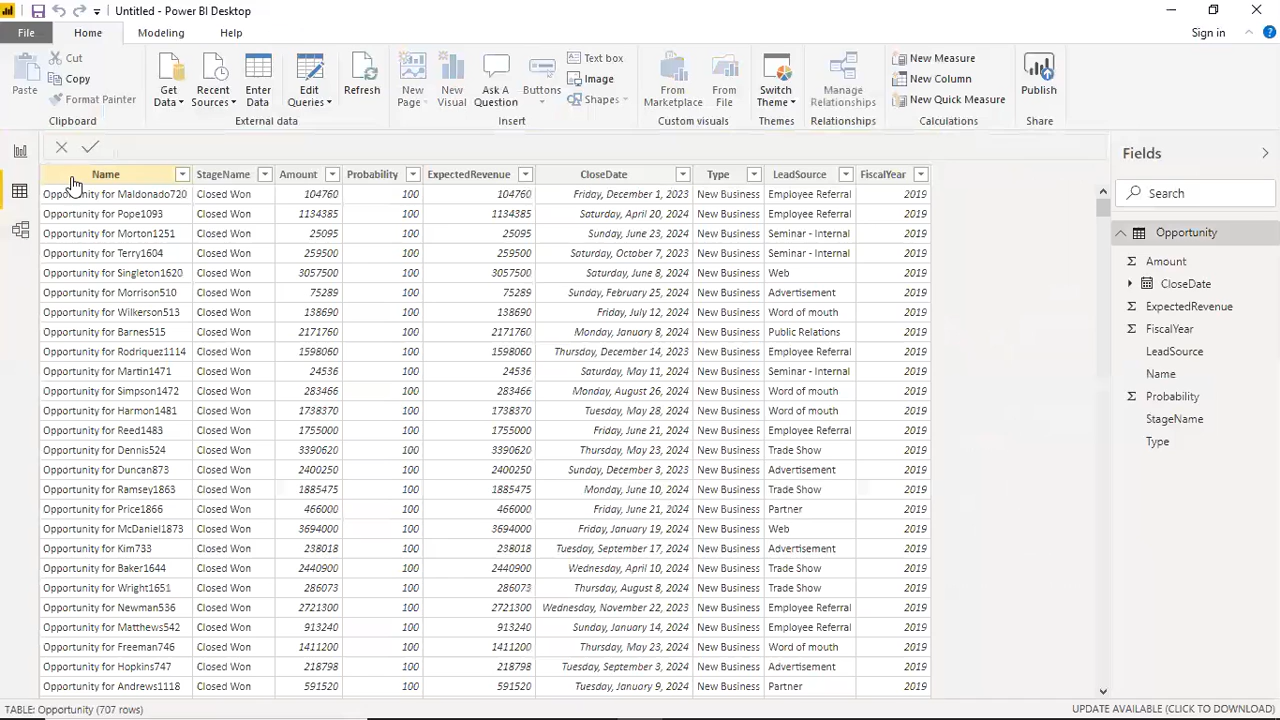 Untitled - Power BI Desktop
File Home Modeling Help Sign in
Paste Cut Copy Format Painter
Get Data Recent Sources Enter Data Edit Queries Refresh
New Page New Visual Ask A Question Buttons Text box Image Shapes
From Marketplace From File Switch Theme Manage Relationships
New Measure New Column New Quick Measure Publish
Clipboard External data Insert Custom visuals Themes Relationships Calculations Share
Name StageName Amount Probability ExpectedRevenue CloseDate Type LeadSource FiscalYear
Opportunity for Maldonado720 Closed Won 104760 100 104760 Friday, December 1, 2023 New Business Employee Referral 2019
Opportunity for Pope1093 Closed Won 1134385 100 1134385 Saturday, April 20, 2024 New Business Employee Referral 2019
Opportunity for Morton1251 Closed Won 25095 100 25095 Sunday, June 23, 2024 New Business Seminar - Internal 2019
Opportunity for Terry1604 Closed Won 259500 100 259500 Saturday, October 7, 2023 New Business Seminar - Internal 2019
Opportunity for Singleton1620 Closed Won 3057500 100 3057500 Saturday, June 8, 2024 New Business Web 2019
Opportunity for Morrison510 Closed Won 75289 100 75289 Sunday, February 25, 2024 New Business Advertisement 2019
Opportunity for Wilkerson513 Closed Won 138690 100 138690 Friday, July 12, 2024 New Business Word of mouth 2019
Opportunity for Barnes515 Closed Won 2171760 100 2171760 Monday, January 8, 2024 New Business Public Relations 2019
Opportunity for Rodriquez1114 Closed Won 1598060 100 1598060 Thursday, December 14, 2023 New Business Employee Referral 2019
Opportunity for Martin1471 Closed Won 24536 100 24536 Saturday, May 11, 2024 New Business Seminar - Internal 2019
Opportunity for Simpson1472 Closed Won 283466 100 283466 Monday, August 26, 2024 New Business Word of mouth 2019
Opportunity for Harmon1481 Closed Won 1738370 100 1738370 Tuesday, May 28, 2024 New Business Word of mouth 2019
Opportunity for Reed1483 Closed Won 1755000 100 1755000 Friday, June 21, 2024 New Business Employee Referral 2019
Opportunity for Dennis524 Closed Won 3390620 100 3390620 Thursday, May 23, 2024 New Business Trade Show 2019
Opportunity for Duncan873 Closed Won 2400250 100 2400250 Sunday, December 3, 2023 New Business Advertisement 2019
Opportunity for Ramsey1863 Closed Won 1885475 100 1885475 Monday, June 10, 2024 New Business Trade Show 2019
Opportunity for Price1866 Closed Won 466000 100 466000 Friday, June 21, 2024 New Business Partner 2019
Opportunity for McDaniel1873 Closed Won 3694000 100 3694000 Friday, January 19, 2024 New Business Web 2019
Opportunity for Kim733 Closed Won 238018 100 238018 Tuesday, September 17, 2024 New Business Advertisement 2019
Opportunity for Baker1644 Closed Won 2440900 100 2440900 Wednesday, April 10, 2024 New Business Trade Show 2019
Opportunity for Wright1651 Closed Won 286073 100 286073 Thursday, August 8, 2024 New Business Trade Show 2019
Opportunity for Newman536 Closed Won 2721300 100 2721300 Wednesday, November 22, 2023 New Business Employee Referral 2019
Opportunity for Matthews542 Closed Won 913240 100 913240 Sunday, January 14, 2024 New Business Employee Referral 2019
Opportunity for Freeman746 Closed Won 1411200 100 1411200 Thursday, May 23, 2024 New Business Word of mouth 2019
Opportunity for Hopkins747 Closed Won 218798 100 218798 Tuesday, September 3, 2024 New Business Advertisement 2019
Opportunity for Andrews1118 Closed Won 591520 100 591520 Tuesday, January 9, 2024 New Business Partner 2019
Fields
Search
Opportunity
Amount
CloseDate
ExpectedRevenue
FiscalYear
LeadSource
Name
Probability
StageName
Type
TABLE: Opportunity (707 rows) UPDATE AVAILABLE (CLICK TO DOWNLOAD)